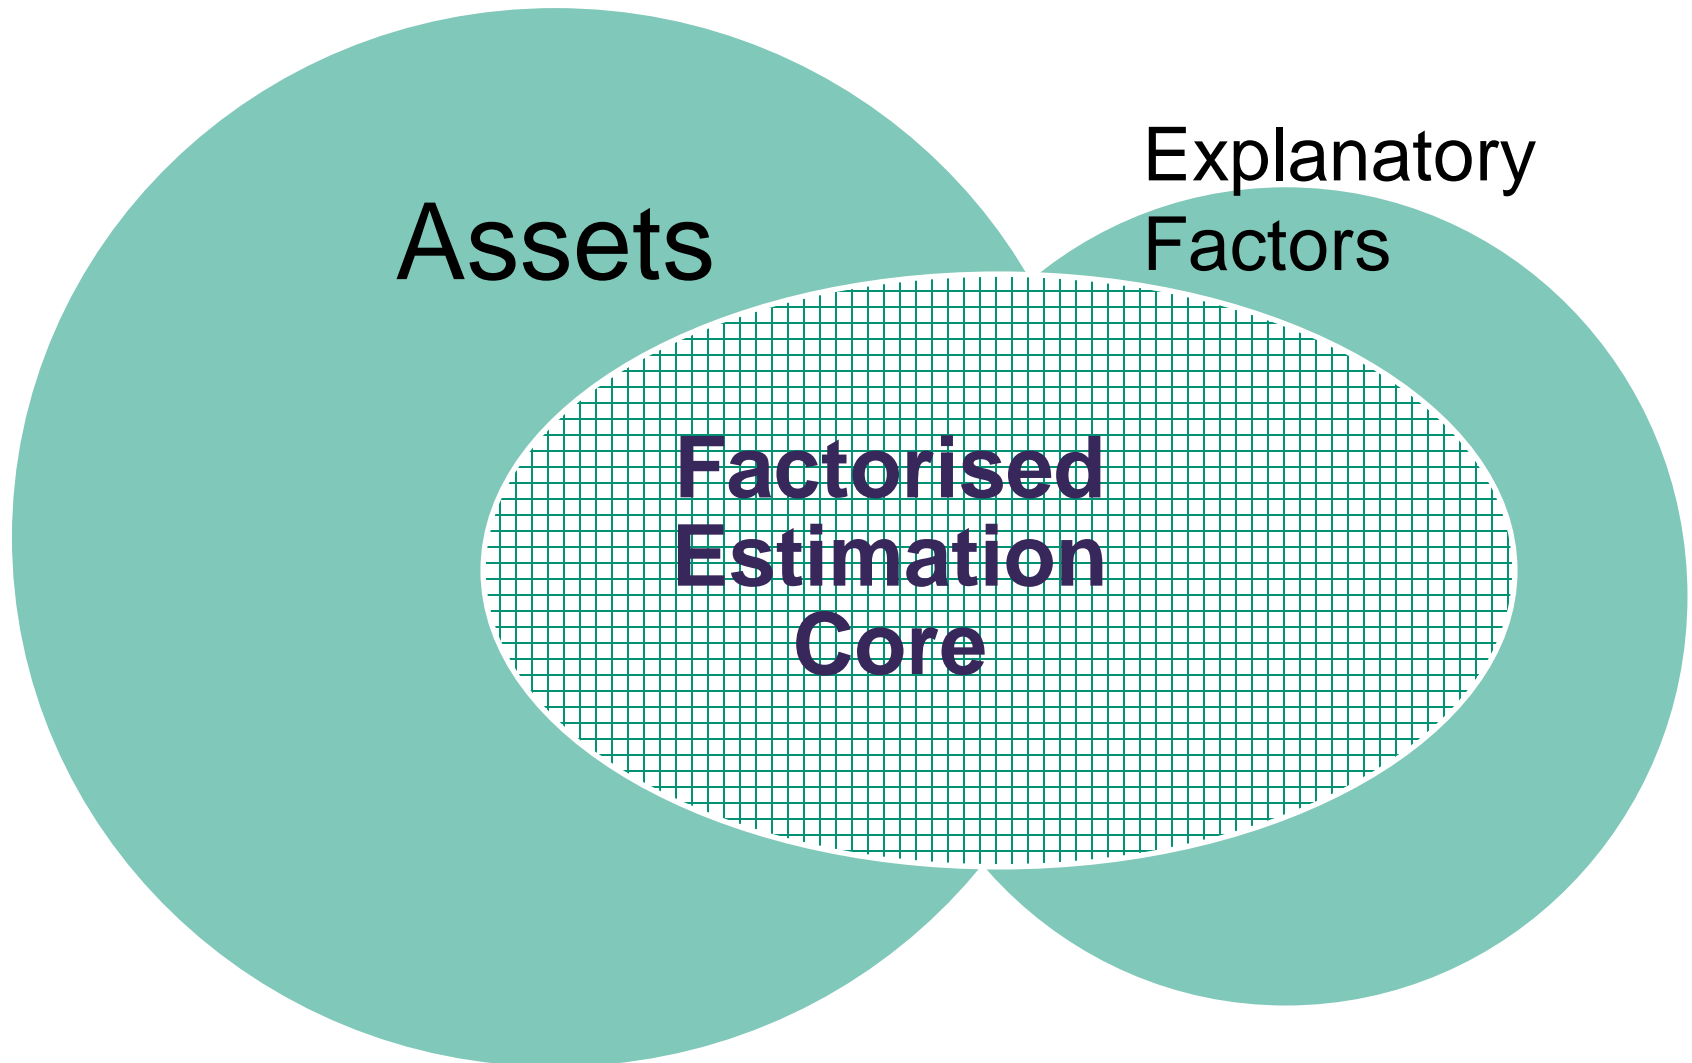 Assets
Explanatory
Factors
Factorised
Estimation
Core